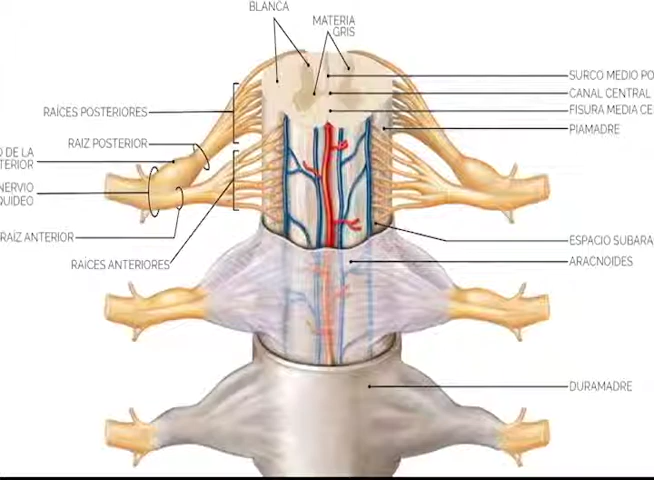 BLANCA
MATERIA
GRIS
SURCO MEDIO PO
CANAL CENTRAL
FISURA MEDIA CE
PIAMADRE
RAÍCES POSTERIORES
RAIZ POSTERIOR
O DE LA
TERIOR
NERVIO
QUIDEO
RAÍZ ANTERIOR
RAÍCES ANTERIORES
ESPACIO SUBARA
ARACNOIDES
DURAMADRE